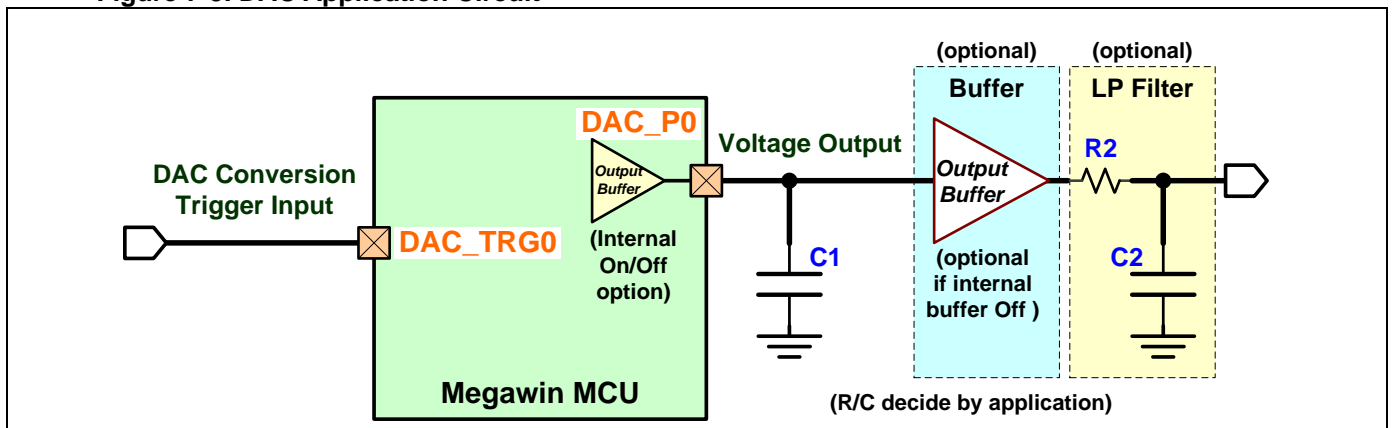 (optional)
(optional)
Buffer
LP Filter
DAC_P0
Voltage Output
R2
Output
Buffer
Output
Buffer
DAC Conversion
Trigger Input
DAC_TRG0
(Internal
On/Off
option)
C1
(optional
if internal
buffer Off )
C2
Megawin MCU
(R/C decide by application)